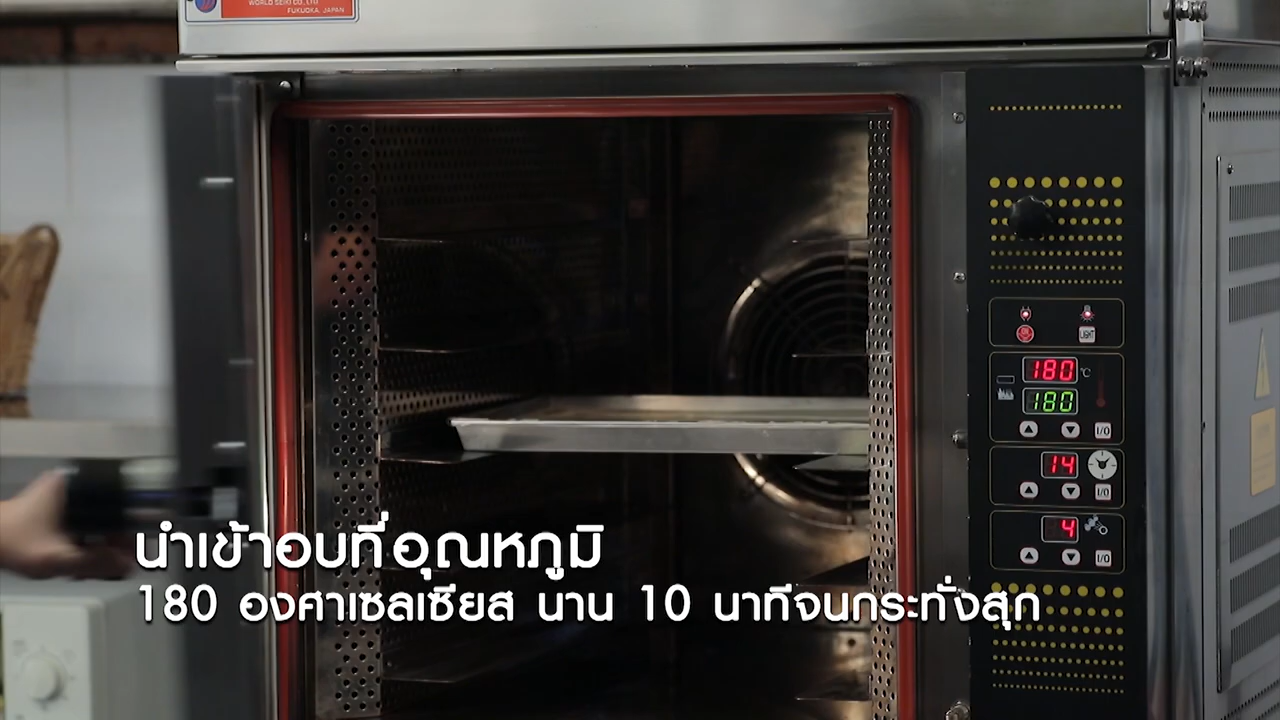 WORLD SEIKI CO.,LTD
FUKUOKA, JAPAN
LIGHT
180 °C
180
I/O
14
I/O
4
I/O
นำเข้าอบที่อุณหภูมิ
180 องศาเซลเซียส นาน 10 นาทีจนกระทั่งสุก